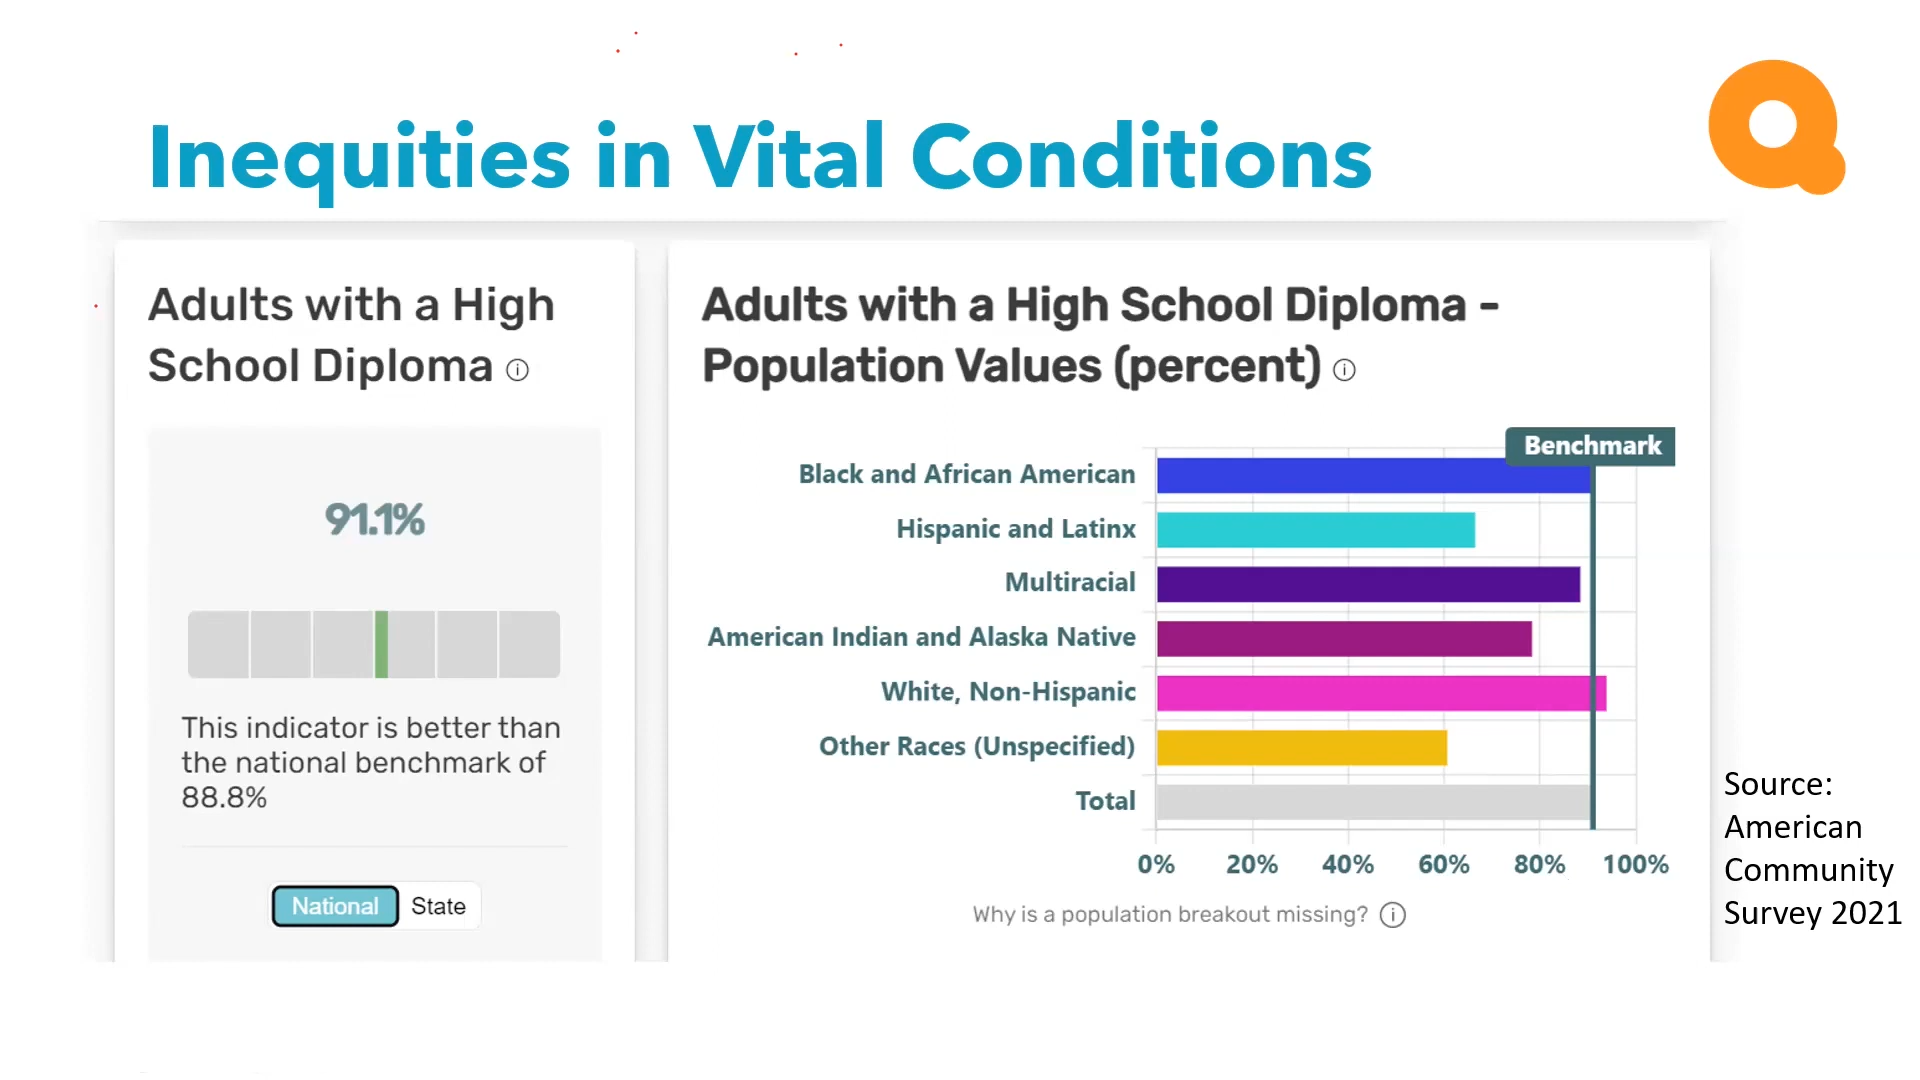 Inequities in Vital Conditions
Adults with a High
School Diploma
91.1%
This indicator is better than
the national benchmark of
88.8%
National State
Adults with a High School Diploma -
Population Values (percent)
Benchmark
Black and African American
Hispanic and Latinx
Multiracial
American Indian and Alaska Native
White, Non-Hispanic
Other Races (Unspecified)
Total
0% 20% 40% 60% 80% 100%
Why is a population breakout missing?
Source:
American
Community
Survey 2021